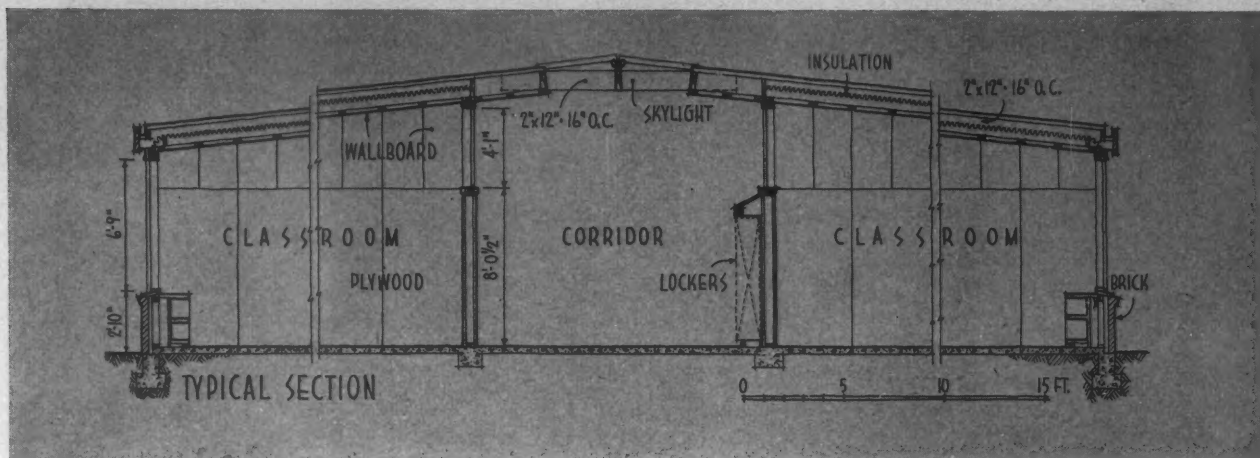 INSULATION
2"x12"-16" O.C.
2"x12"-16" O.C.
SKYLIGHT
WALLBOARD
4'-1"
6'-9"
CLASSROOM
CORRIDOR
CLASSROOM
PLYWOOD
8'-0½"
LOCKERS
BRICK
2'-10"
TYPICAL SECTION
0 5 10 15 FT.